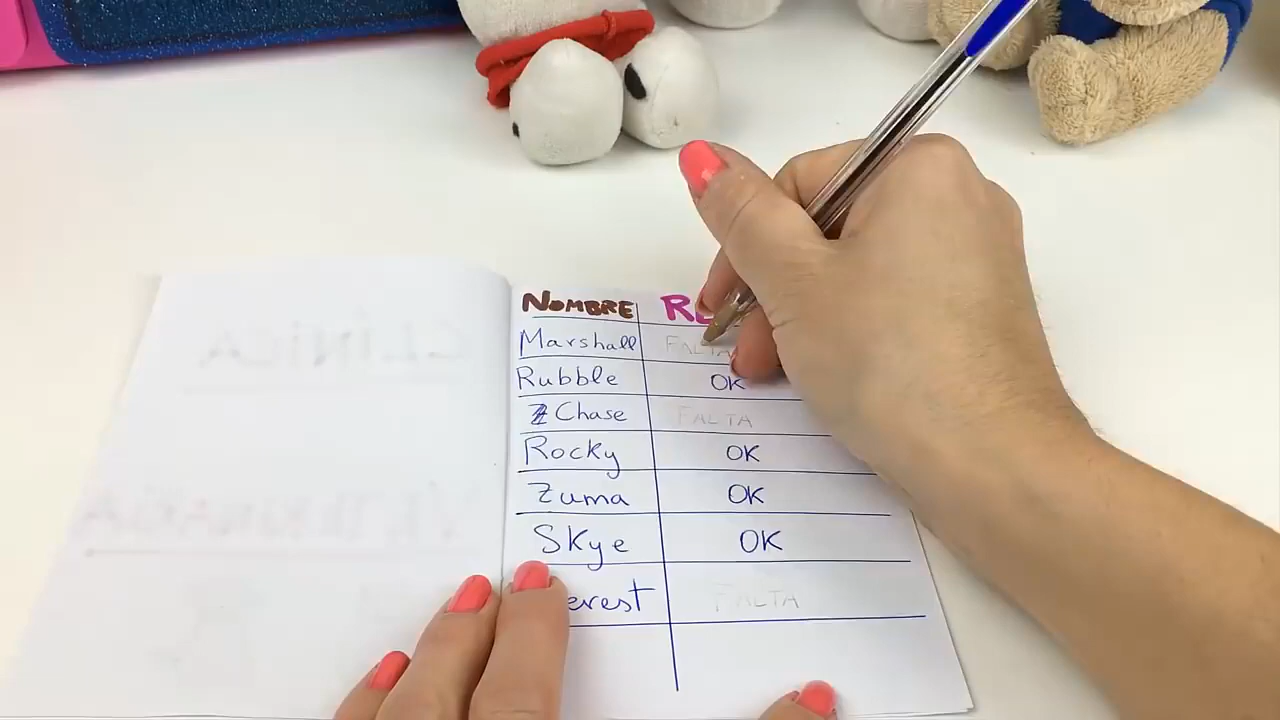 NOMBRE
Marshall FALTA
Rubble OK
Chase FALTA
Rocky OK
Zuma OK
Skye OK
erest FALTA